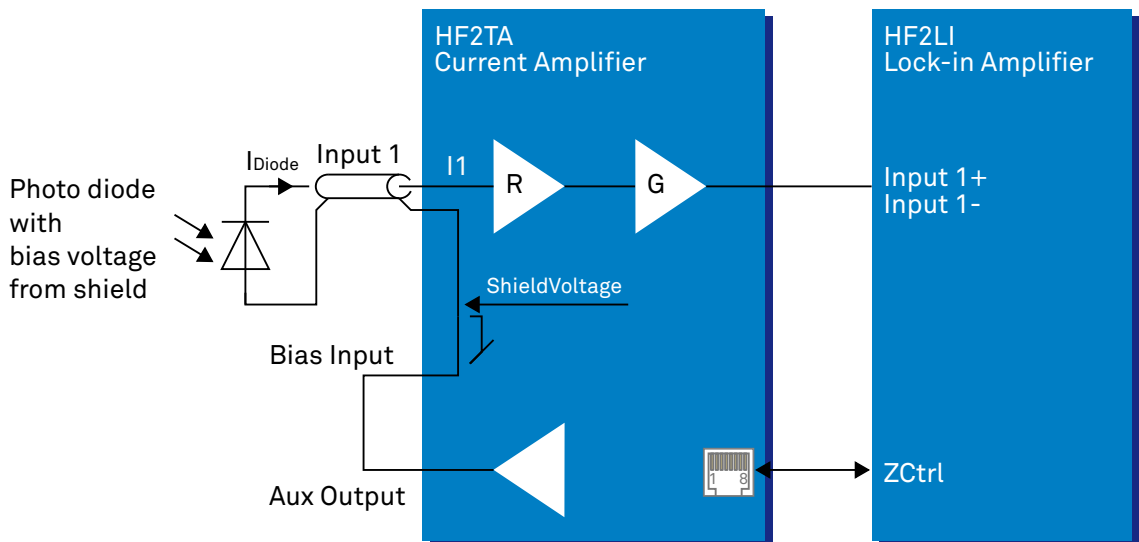 HF2TA
Current Amplifier
HF2LI
Lock-in Amplifier
Photo diode
with
bias voltage
from shield
IDiode
Input 1
I1
R
G
Input 1+
Input 1-
ShieldVoltage
Bias Input
Aux Output
1 8
ZCtrl